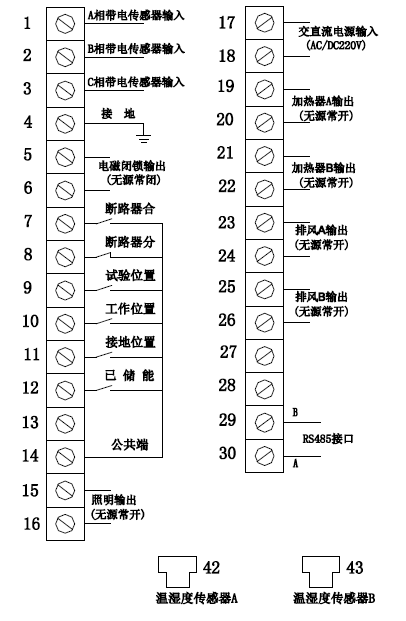 1 A相带电传感器输入
2 B相带电传感器输入
3 C相带电传感器输入
4 接 地
5
电磁闭锁输出
(无源常闭)
6
7 断路器合
8 断路器分
9 试验位置
10 工作位置
11 接地位置
12 已 储 能
13
14 公共端
15
照明输出
(无源常开)
16
17 交直流电源输入
18 (AC/DC220V)
19
加热器A输出
20 (无源常开)
21
加热器B输出
22 (无源常开)
23
排风A输出
24 (无源常开)
25
排风B输出
26 (无源常开)
27
28
29 B
RS485接口
30 A
42
温湿度传感器A
43
温湿度传感器B